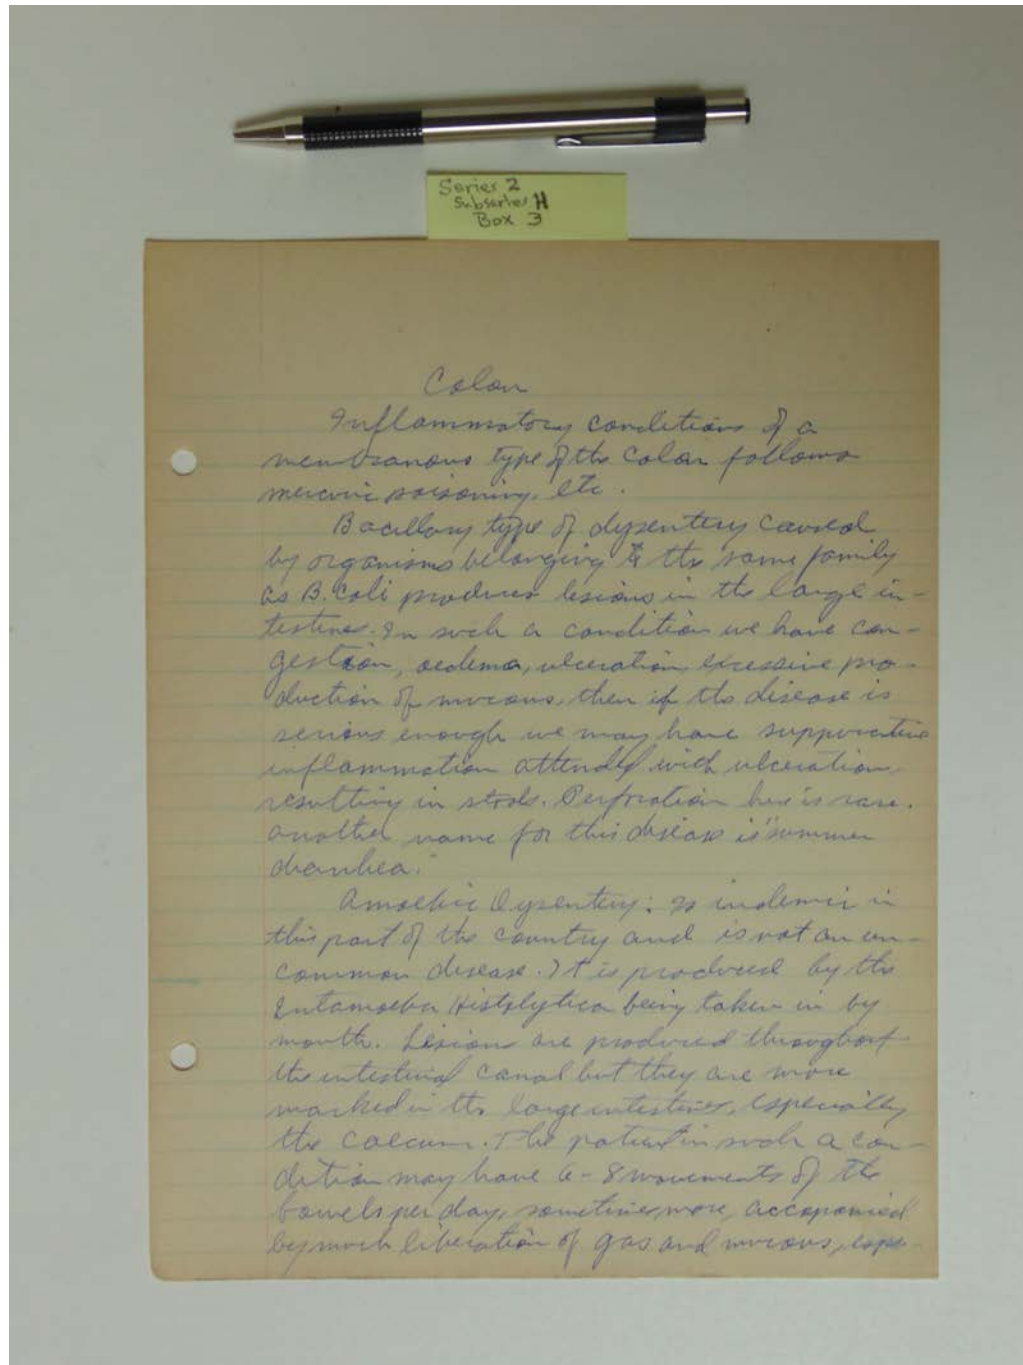 Series 2
Subseries H
Box 3
Colon
Inflammatory conditions of a
membranous type of the Colon follows
mercuric poisoning, etc.
Bacillary type of dysentery caused
by organisms belonging to the same family
as B. Coli produces lesions in the large in-
testines. In such a condition we have con-
gestion, oedema, ulceration, excessive pro-
duction of mucous, then if the disease is
serious enough we may have suppurative
inflammation attended with ulceration,
resulting in stools. Perforation here is rare.
another name for this disease is "summer
diarrhea."
Amoebic Dysentery: is indemic in
this part of the country and is not an un-
common disease. It is produced by the
Entamoeba Histolytica being taken in by
mouth. Lesions are produced throughout
the intestinal canal but they are more
marked in the large intestines, especially
the caecum. The patient in such a con-
dition may have 6-8 movements of the
bowels per day, sometimes more, accopanied
by much liberation of gas and mucous, espe-